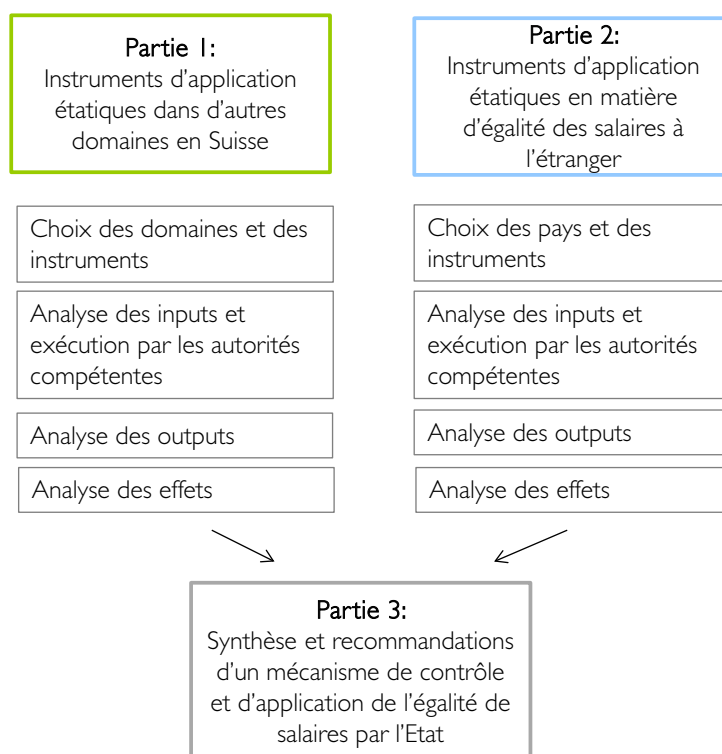 Partie 1:
Instruments d'application
étatiques dans d'autres
domaines en Suisse
Choix des domaines et des
instruments
Analyse des inputs et
exécution par les autorités
compétentes
Analyse des outputs
Analyse des effets
Partie 2:
Instruments d'application
étatiques en matière
d'égalité des salaires à
l'étranger
Choix des pays et des
instruments
Analyse des inputs et
exécution par les autorités
compétentes
Analyse des outputs
Analyse des effets
Partie 3:
Synthèse et recommandations
d'un mécanisme de contrôle
et d'application de l'égalité de
salaires par l'Etat